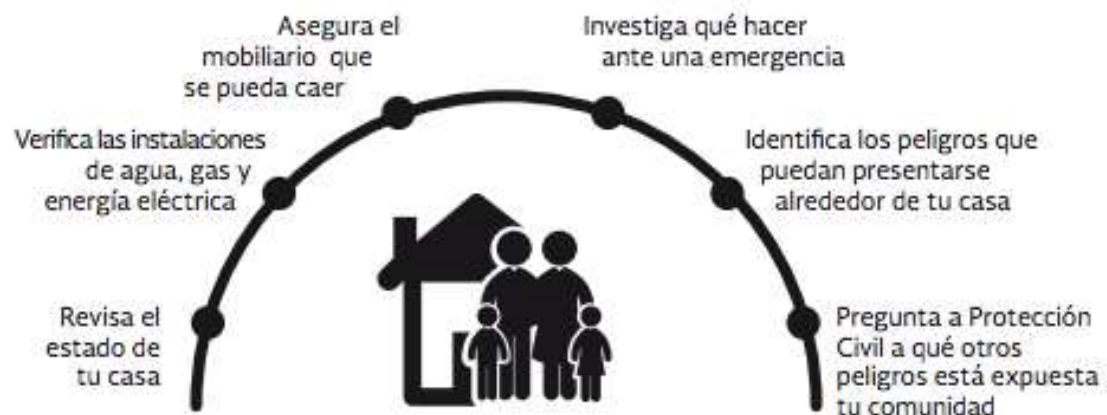 Asegura el
mobiliario que
se pueda caer
Investiga qué hacer
ante una emergencia
Verifica las instalaciones
de agua, gas y
energía eléctrica
Identifica los peligros que
puedan presentarse
alrededor de tu casa
Revisa el
estado de
tu casa
Pregunta a Protección
Civil a qué otros
peligros está expuesta
tu comunidad